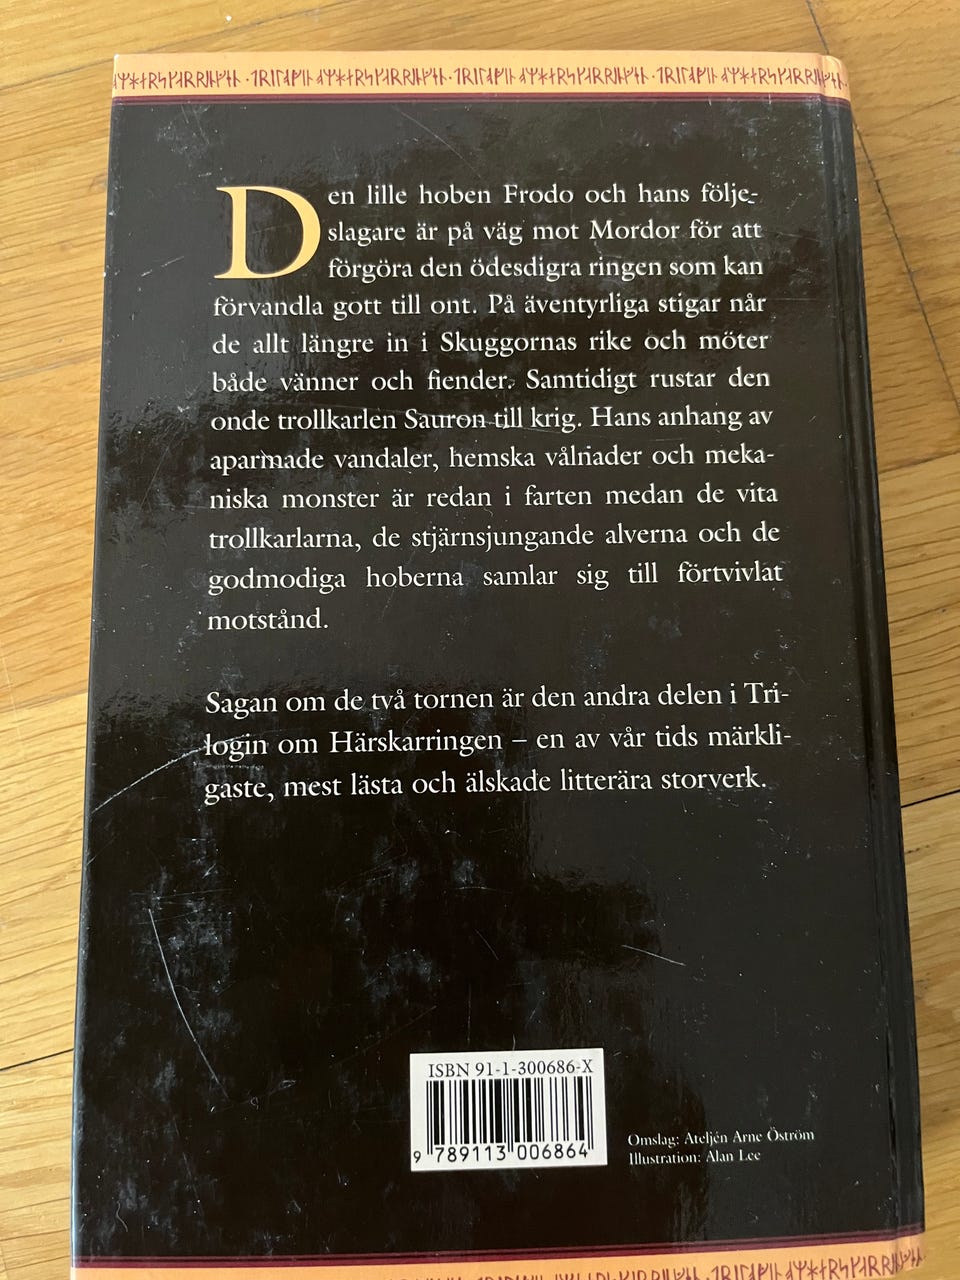 Den lille hoben Frodo och hans följe-
slagare är på väg mot Mordor för att
förgöra den ödesdigra ringen som kan
förvandla gott till ont. På äventyrliga stigar når
de allt längre in i Skuggornas rike och möter
både vänner och fiender. Samtidigt rustar den
onde trollkarlen Sauron till krig. Hans anhang av
aparmade vandaler, hemska vålnader och meka-
niska monster är redan i farten medan de vita
trollkarlarna, de stjärnsjungande alverna och de
godmodiga hoberna samlar sig till förtvivlat
motstånd.
Sagan om de två tornen är den andra delen i Tri-
login om Härskarringen – en av vår tids märkli-
gaste, mest lästa och älskade litterära storverk.
ISBN 91-1-300686-X
9 789113 006864
Omslag: Ateljén Arne Öström
Illustration: Alan Lee